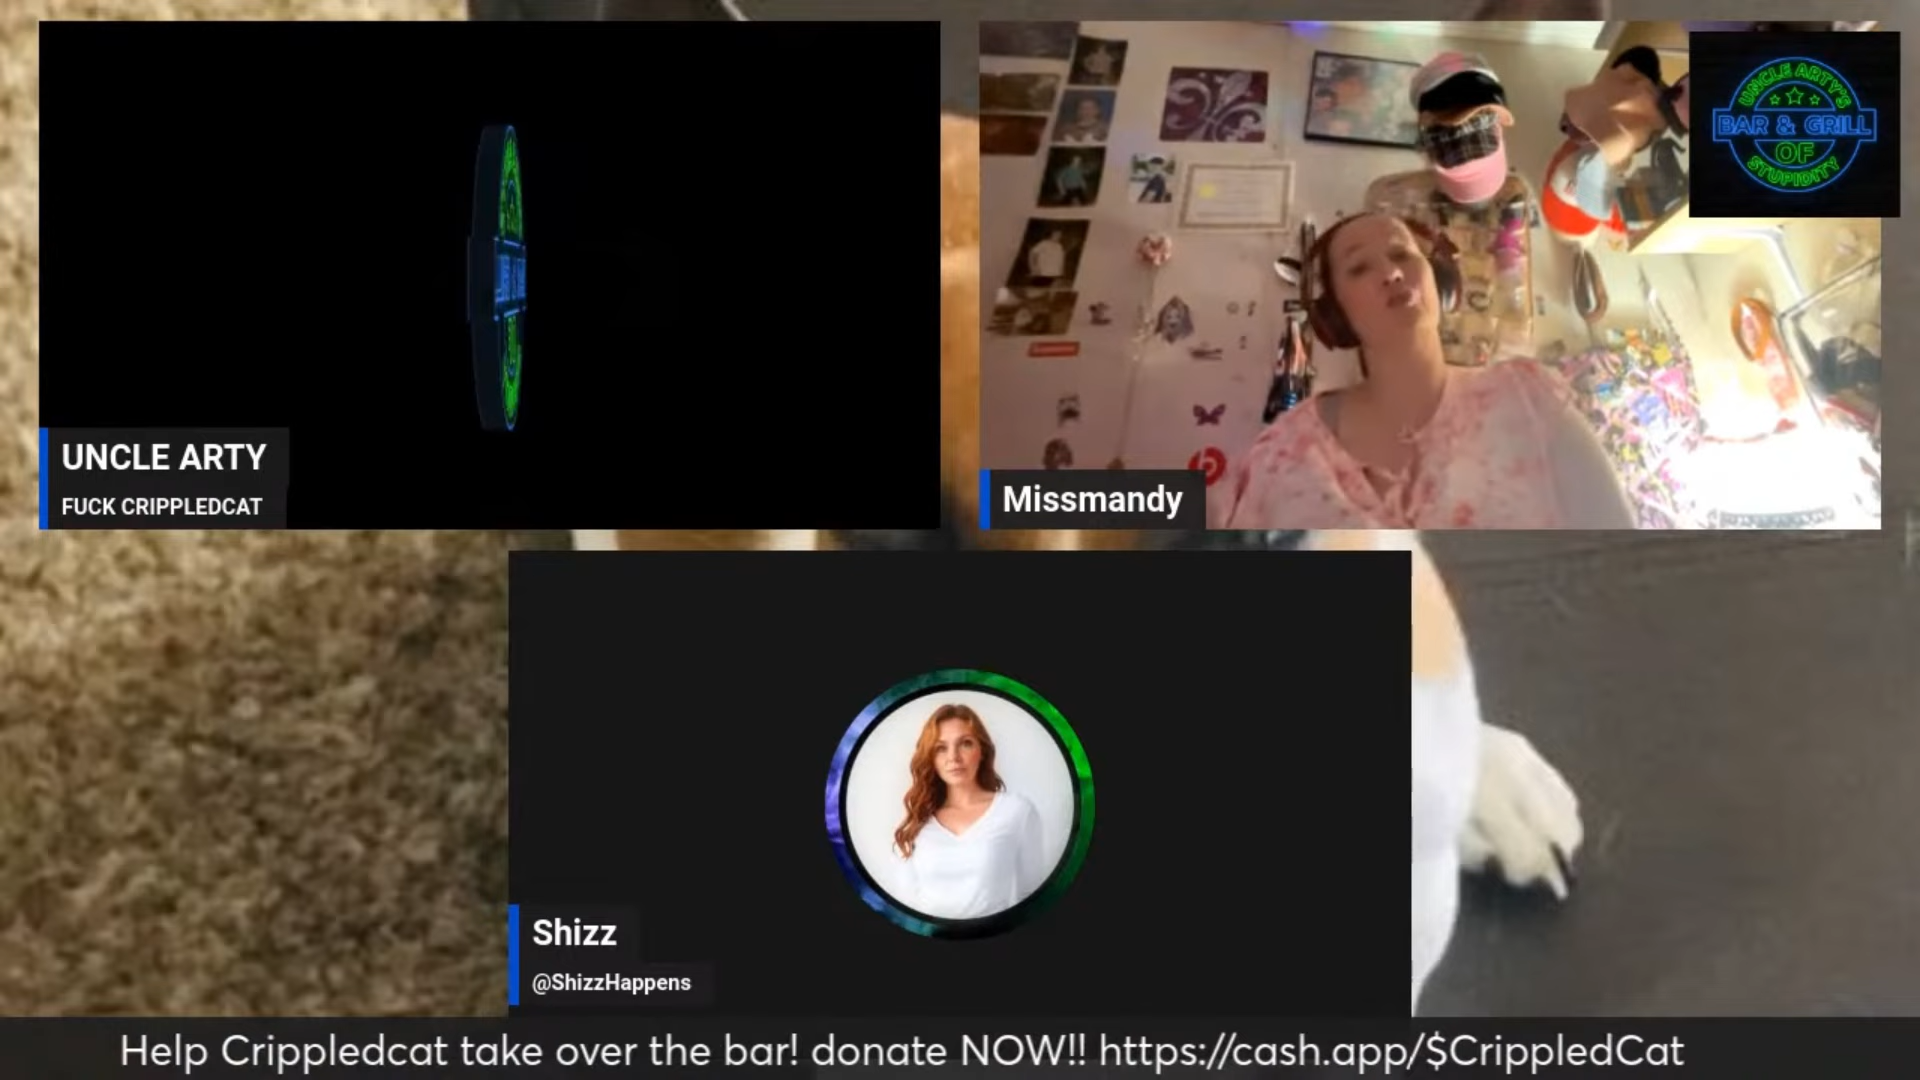 UNCLE ARTY
FUCK CRIPPLEDCAT
Missmandy
UNCLE ARTY'S
BAR & GRILL
OF
STUPIDITY
Shizz
@ShizzHappens
Help Crippledcat take over the bar! donate NOW!! https://cash.app/$CrippledCat